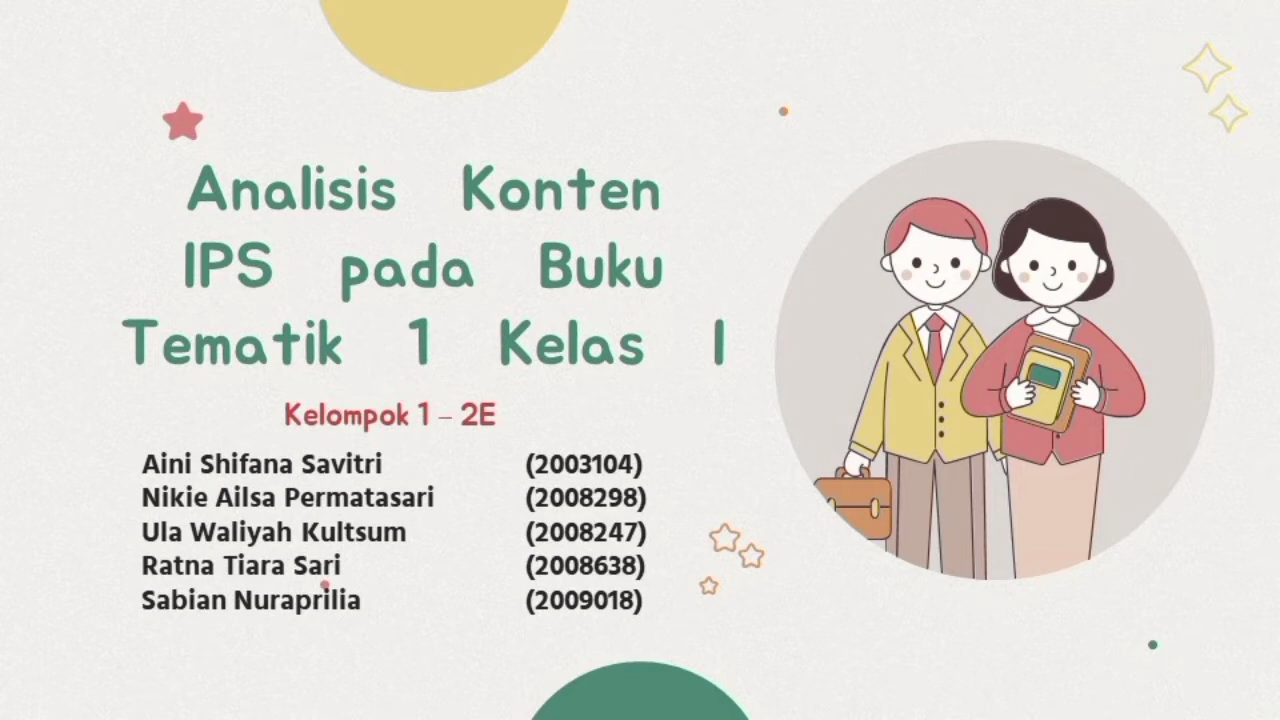 Analisis Konten
IPS pada Buku
Tematik 1 Kelas I
Kelompok 1 – 2E
Aini Shifana Savitri (2003104)
Nikie Ailsa Permatasari (2008298)
Ula Waliyah Kultsum (2008247)
Ratna Tiara Sari (2008638)
Sabian Nuraprilia (2009018)